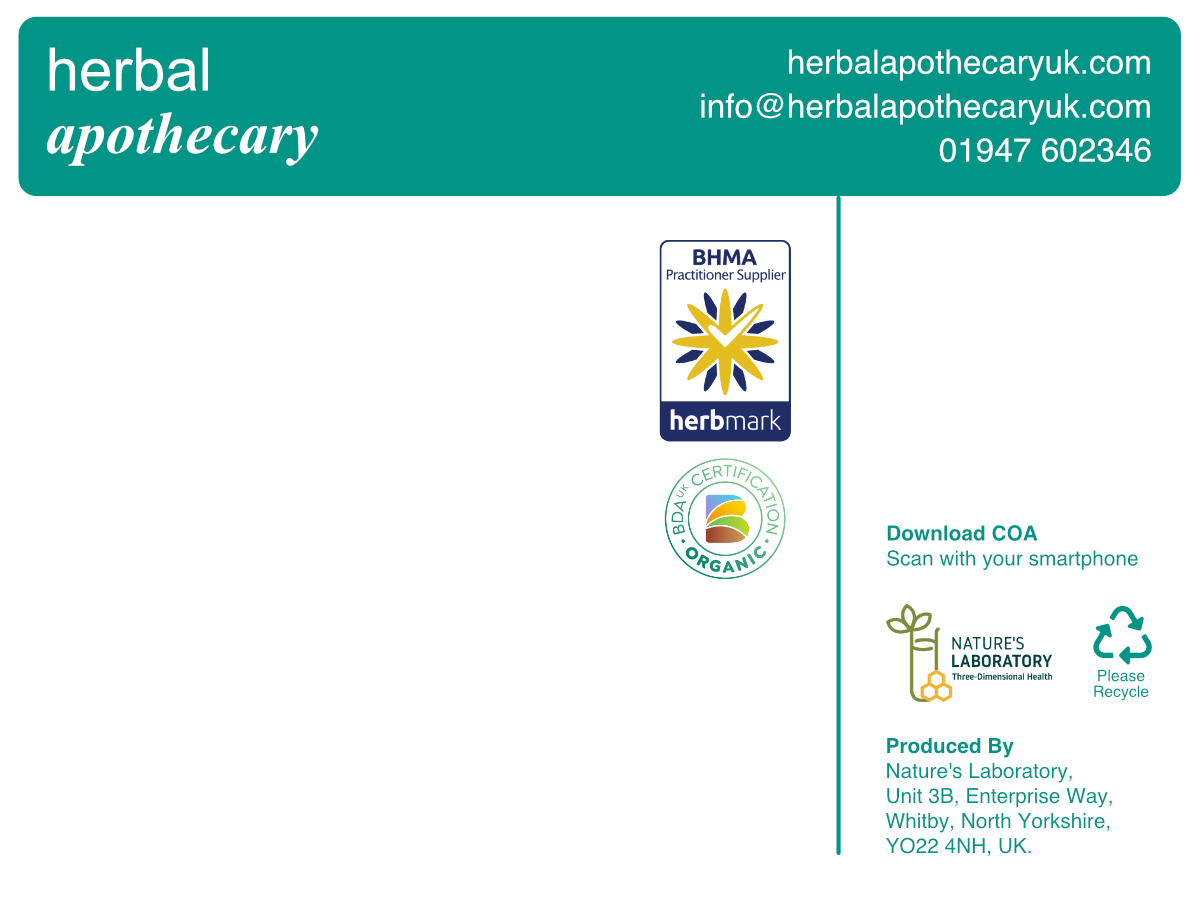 herbal
apothecary
herbalapothecaryuk.com
info@herbalapothecaryuk.com
01947 602346
BHMA
Practitioner Supplier
herbmark
BDA UK CERTIFICATION
• ORGANIC •
Download COA
Scan with your smartphone
NATURE'S
LABORATORY
Three-Dimensional Health
Please
Recycle
Produced By
Nature's Laboratory,
Unit 3B, Enterprise Way,
Whitby, North Yorkshire,
YO22 4NH, UK.